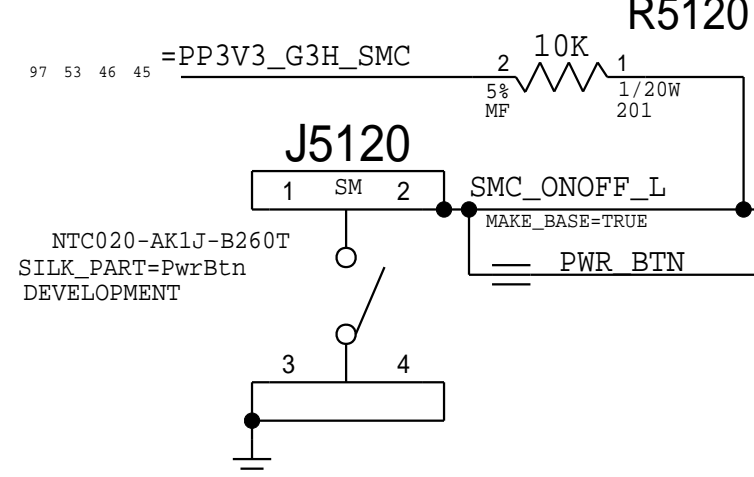 R5120
=PP3V3_G3H_SMC
10K
97 53 46 45
2
1
5%
1/20W
MF
201
J5120
1 SM 2
SMC_ONOFF_L
MAKE_BASE=TRUE
NTC020-AK1J-B260T
PWR_BTN
SILK_PART=PwrBtn
DEVELOPMENT
3 4